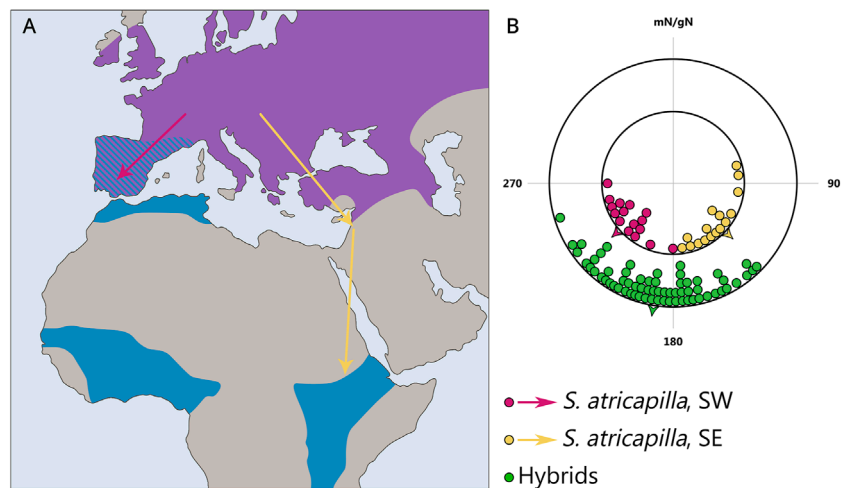 A
B
mN/gN
270
90
180
S. atricapilla, SW
S. atricapilla, SE
Hybrids